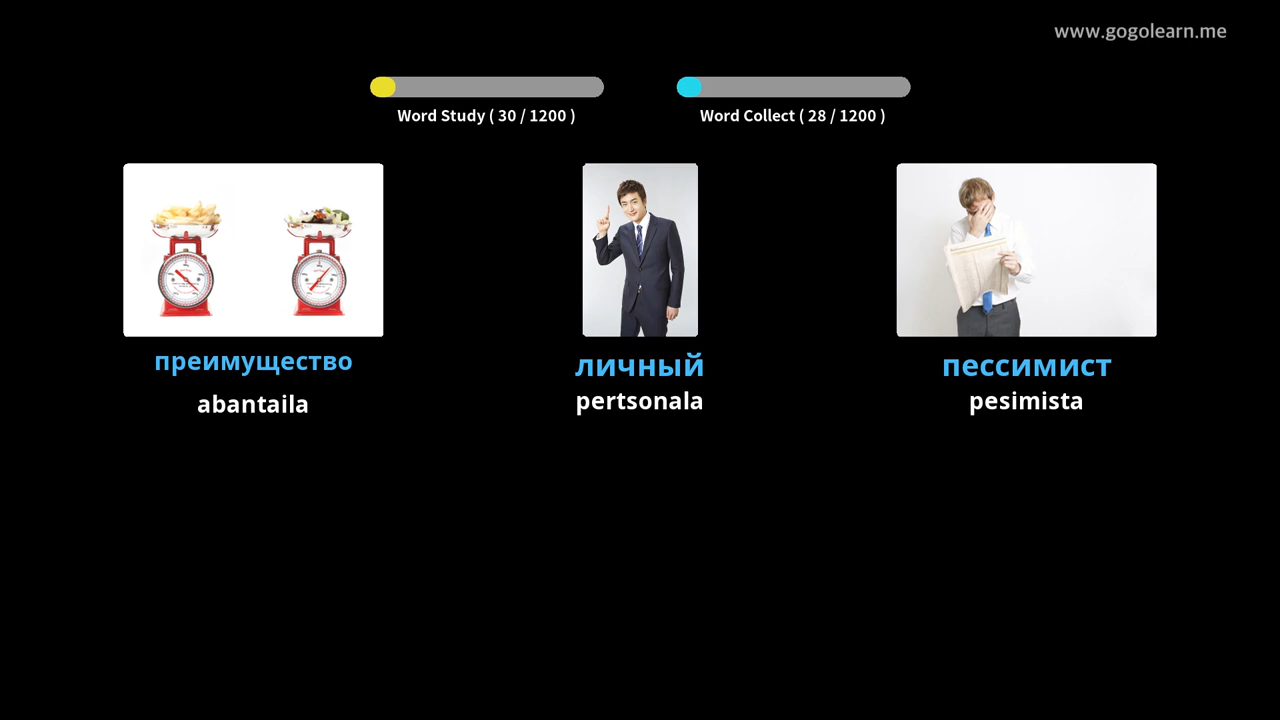 www.gogolearn.me
Word Study ( 30 / 1200 )
Word Collect ( 28 / 1200 )
преимущество
abantaila
личный
pertsonala
пессимист
pesimista